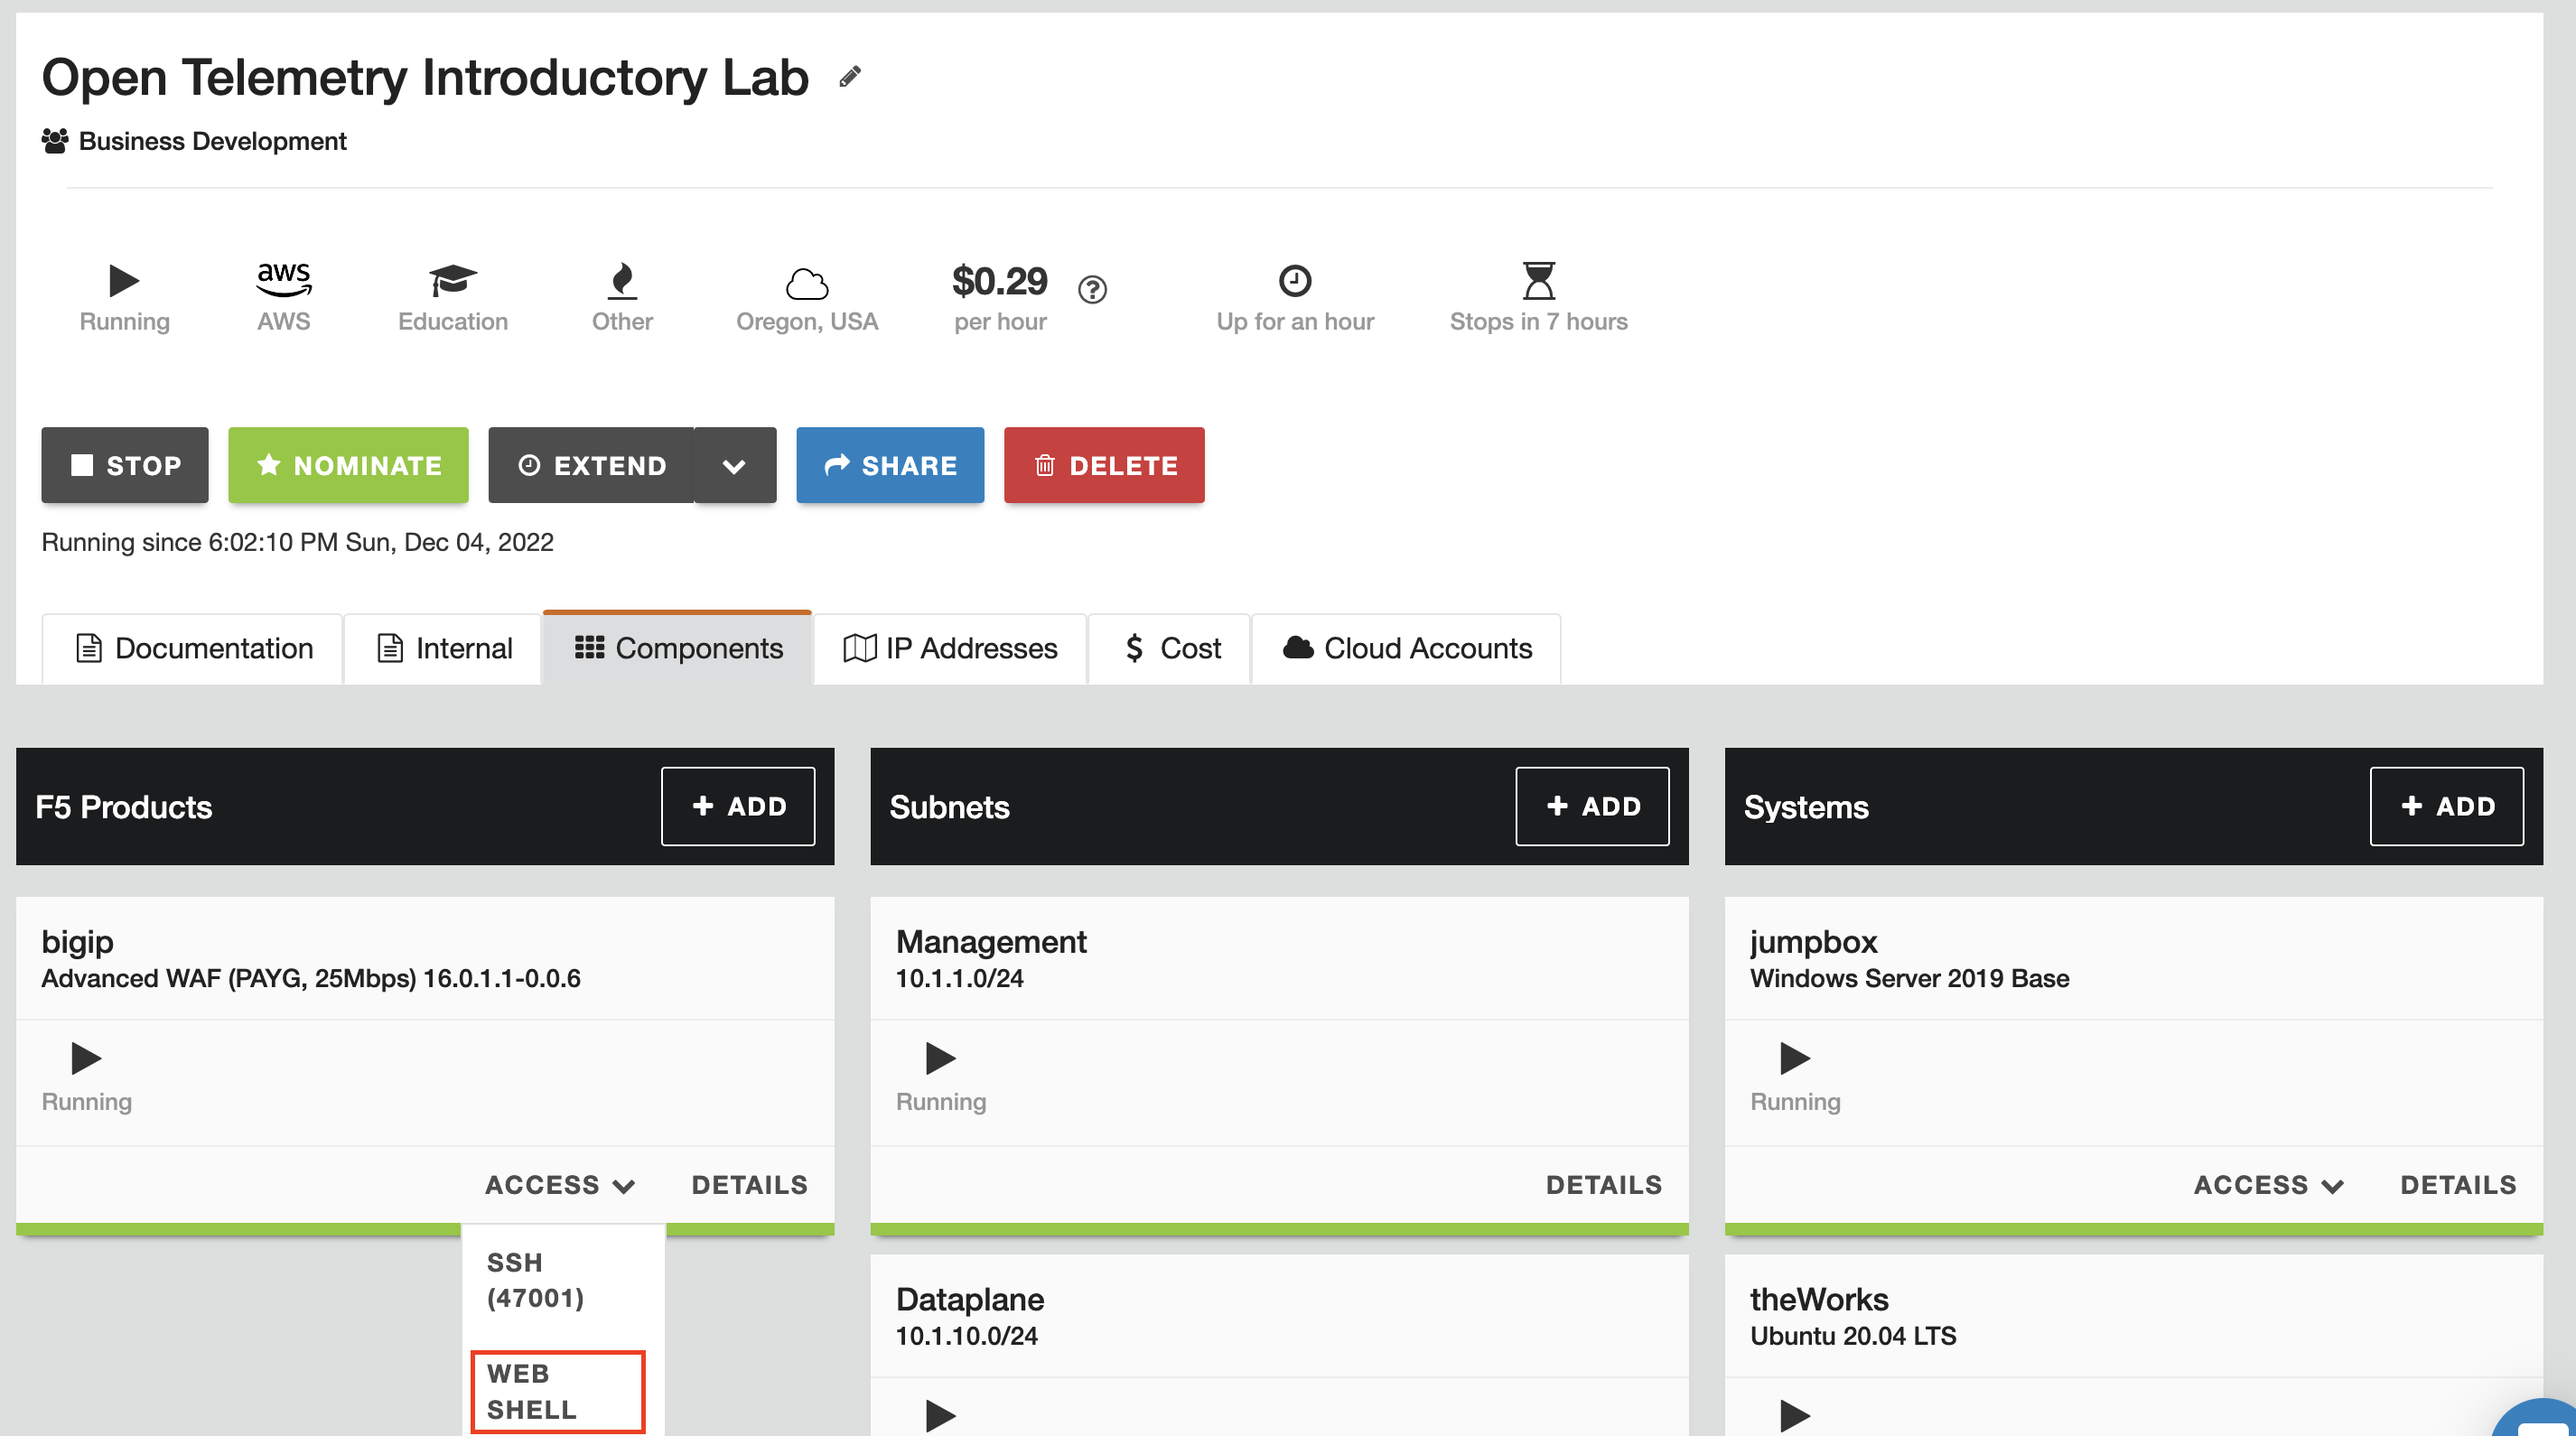 Open Telemetry Introductory Lab
Business Development
aws
$0.29
Running
AWS
Education
Other
Oregon, USA
per hour
Up for an hour
Stops in 7 hours
STOP
NOMINATE
EXTEND
SHARE
DELETE
Running since 6:02:10 PM Sun, Dec 04, 2022
Documentation
Internal
Components
IP Addresses
$ Cost
Cloud Accounts
F5 Products
+ ADD
bigip
Advanced WAF (PAYG, 25Mbps) 16.0.1.1-0.0.6
Running
ACCESS
DETAILS
SSH
(47001)
WEB
SHELL
Subnets
+ ADD
Management
10.1.1.0/24
Running
DETAILS
Dataplane
10.1.10.0/24
Systems
+ ADD
jumpbox
Windows Server 2019 Base
Running
ACCESS
DETAILS
theWorks
Ubuntu 20.04 LTS